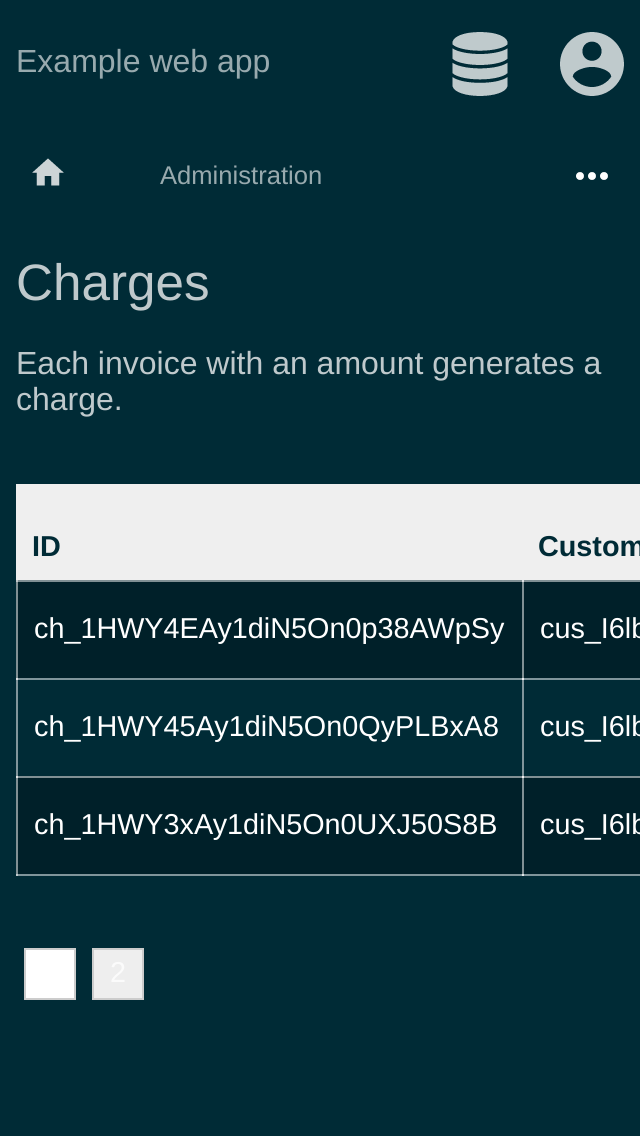 Example web app
Administration
Charges
Each invoice with an amount generates a
charge.
ID Custom
ch_1HWY4EAy1diN5On0p38AWpSy cus_I6lb
ch_1HWY45Ay1diN5On0QyPLBxA8 cus_I6lb
ch_1HWY3xAy1diN5On0UXJ50S8B cus_I6lb
2